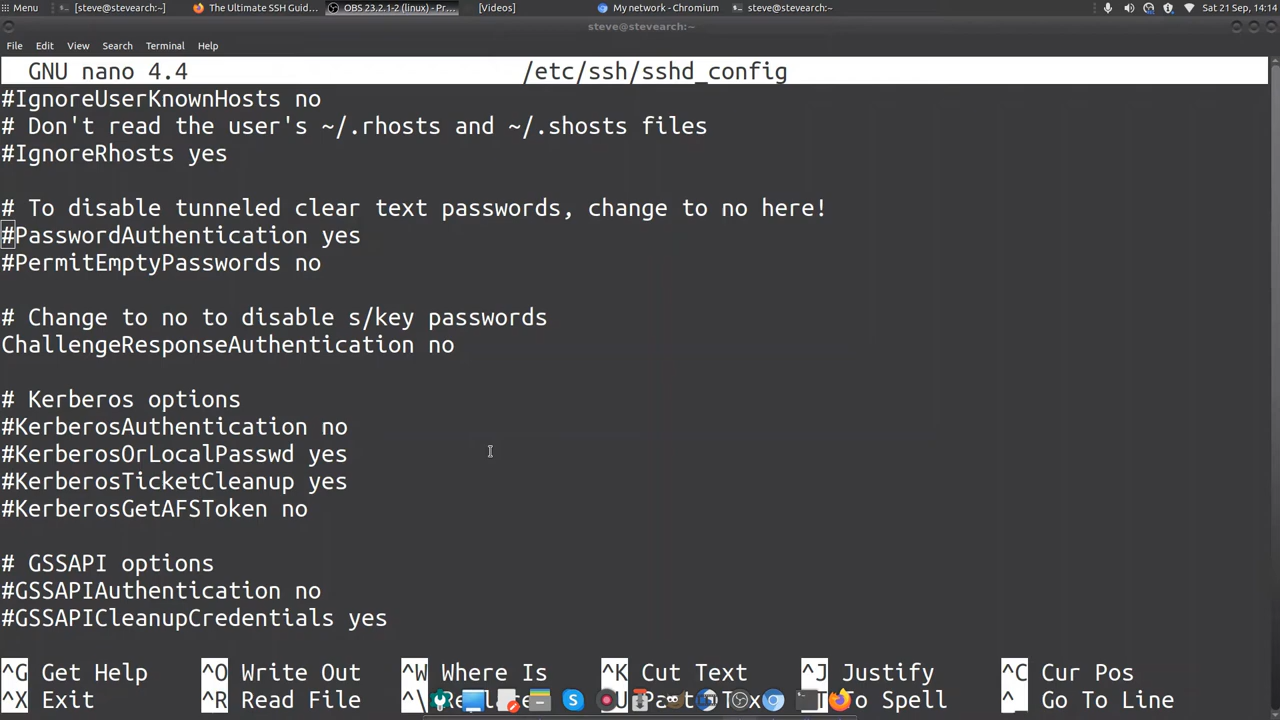 Menu [steve@stevearch:~] The Ultimate SSH Guid... OBS 23.2.1-2 (linux) - Pr... [Videos] My network - Chromium steve@stevearch:~ Sat 21 Sep, 14:14
steve@stevearch:~
File Edit View Search Terminal Help
GNU nano 4.4 /etc/ssh/sshd_config
#IgnoreUserKnownHosts no
# Don't read the user's ~/.rhosts and ~/.shosts files
#IgnoreRhosts yes
# To disable tunneled clear text passwords, change to no here!
#PasswordAuthentication yes
#PermitEmptyPasswords no
# Change to no to disable s/key passwords
ChallengeResponseAuthentication no
# Kerberos options
#KerberosAuthentication no
#KerberosOrLocalPasswd yes
#KerberosTicketCleanup yes
#KerberosGetAFSToken no
# GSSAPI options
#GSSAPIAuthentication no
#GSSAPICleanupCredentials yes
^G Get Help ^O Write Out ^W Where Is ^K Cut Text ^J Justify ^C Cur Pos
^X Exit ^R Read File ^\ To Spell ^_ Go To Line